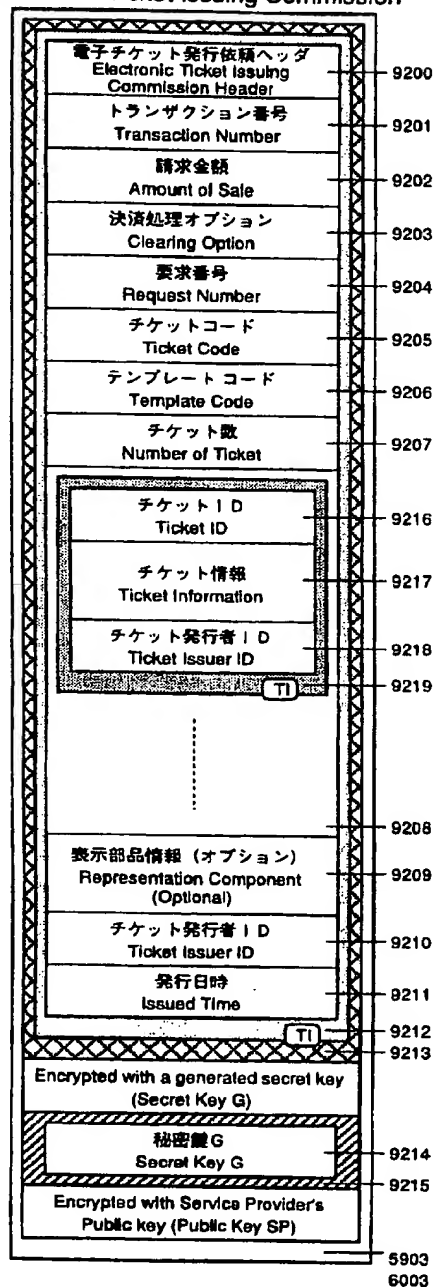 Ticket Issuing Commission
電子チケット発行依頼ヘッダ
Electronic Ticket Issuing
Commission Header
9200
トランザクション番号
Transaction Number
9201
請求金額
Amount of Sale
9202
決済処理オプション
Clearing Option
9203
要求番号
Request Number
9204
チケットコード
Ticket Code
9205
テンプレート コード
Template Code
9206
チケット数
Number of Ticket
9207
チケットID
Ticket ID
9216
チケット情報
Ticket Information
9217
チケット発行者ID
Ticket Issuer ID
9218
TI
9219
9208
表示部品情報（オプション）
Representation Component
(Optional)
9209
チケット発行者ID
Ticket Issuer ID
9210
発行日時
Issued Time
9211
TI
9212
9213
Encrypted with a generated secret key
(Secret Key G)
秘密鍵G
Secret Key G
9214
9215
Encrypted with Service Provider's
Public key (Public Key SP)
5903
6003